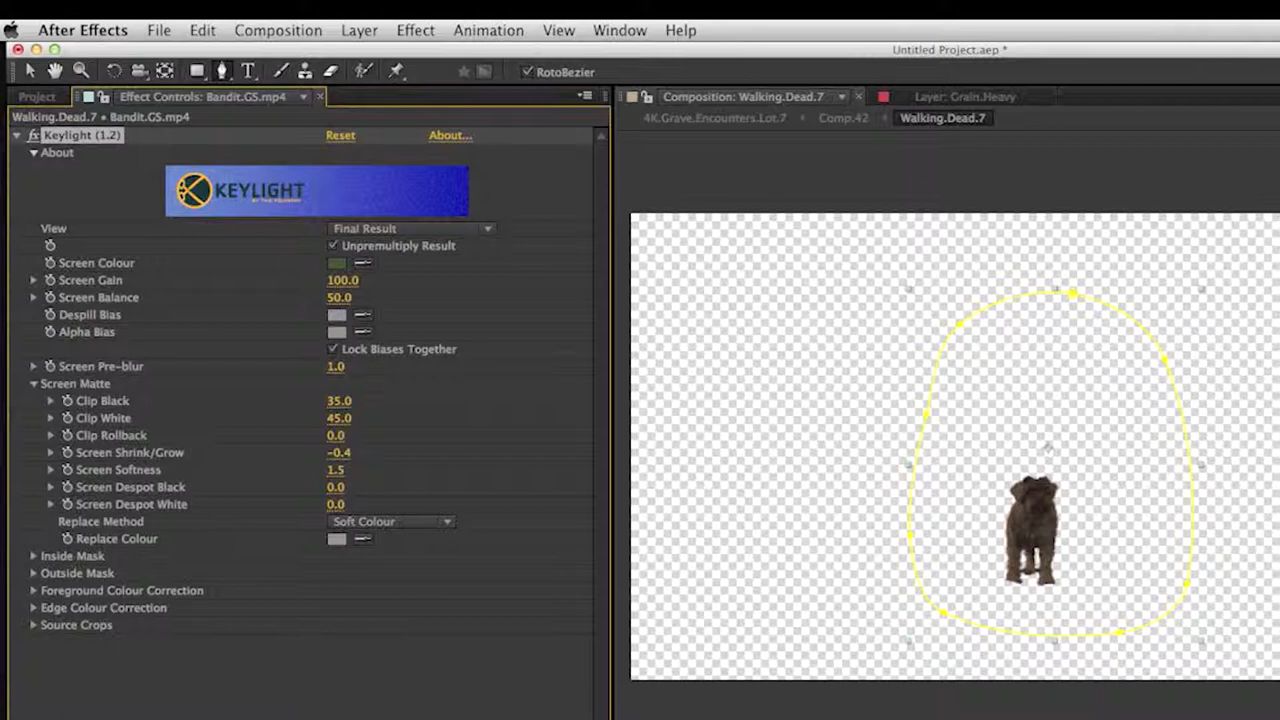 After Effects File Edit Composition Layer Effect Animation View Window Help
Untitled Project.aep *
RotoBezier
Project Effect Controls: Bandit.GS.mp4 Composition: Walking.Dead.7 Layer: Grain.Heavy
Walking.Dead.7 • Bandit.GS.mp4 4K.Grave.Encounters.Lot.7 Comp.42 Walking.Dead.7
fx Keylight (1.2) Reset About...
About
KEYLIGHT
BY THE FOUNDRY
View Final Result
Unpremultiply Result
Screen Colour
Screen Gain 100.0
Screen Balance 50.0
Despill Bias
Alpha Bias
Lock Biases Together
Screen Pre-blur 1.0
Screen Matte
Clip Black 35.0
Clip White 45.0
Clip Rollback 0.0
Screen Shrink/Grow -0.4
Screen Softness 1.5
Screen Despot Black 0.0
Screen Despot White 0.0
Replace Method Soft Colour
Replace Colour
Inside Mask
Outside Mask
Foreground Colour Correction
Edge Colour Correction
Source Crops